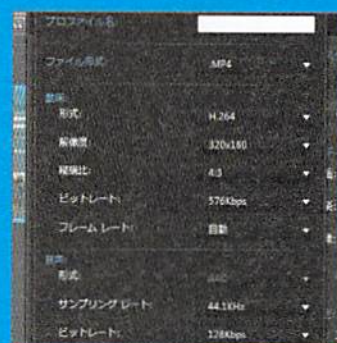 プロファイル名
ファイル形式: .MP4
形式: H.264
解像度: 320x180
縦横比: 4:3
ビットレート: 576Kbps
フレーム レート: 自動
形式:
サンプリング レート: 44.1KHz
ビットレート: 128Kbps